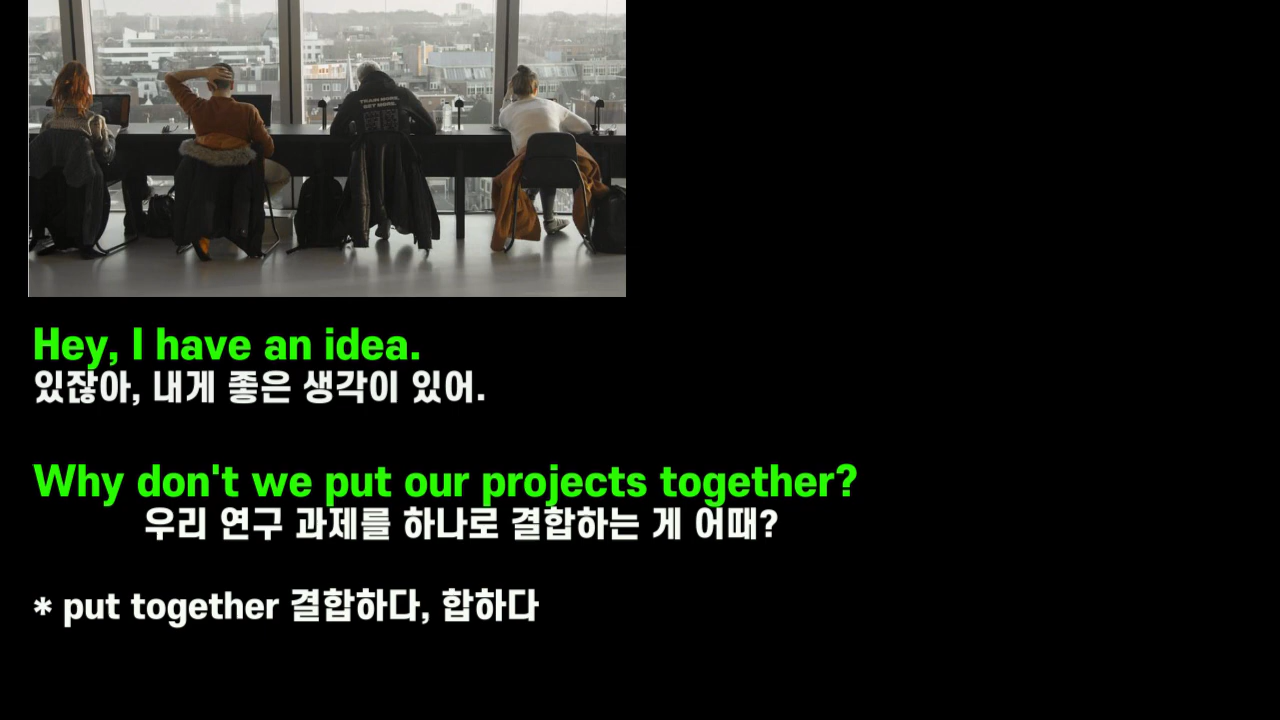 TRAIN MORE.
Hey, I have an idea.
있잖아, 내게 좋은 생각이 있어.
Why don't we put our projects together?
우리 연구 과제를 하나로 결합하는 게 어때?
* put together 결합하다, 합하다